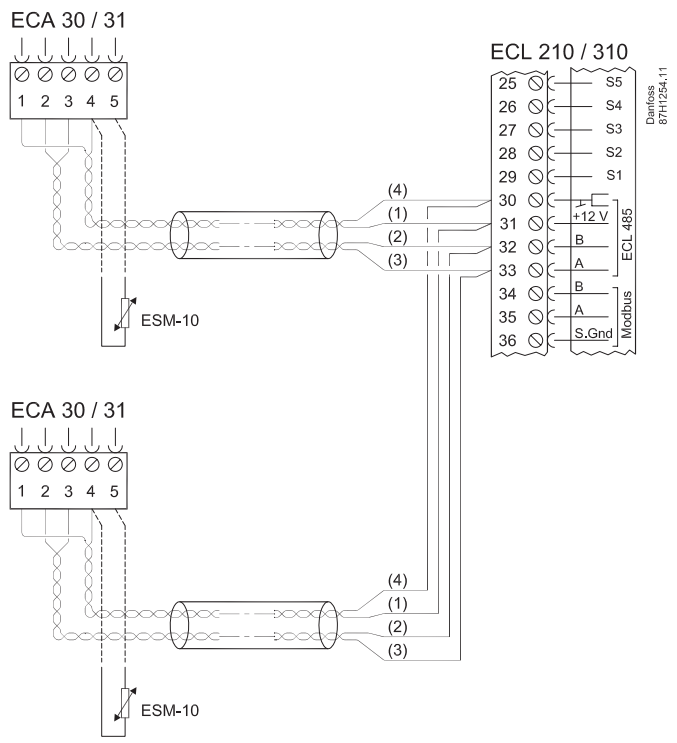 ECA 30 / 31
1 2 3 4 5
ESM-10
(4)
(1)
(2)
(3)
ECL 210 / 310
25 S5
26 S4
27 S3
28 S2
29 S1
30
31 +12 V
32 B
33 A
34 B
35 A
36 S.Gnd
ECL 485
Modbus
Danfoss
87H1254.11
ECA 30 / 31
1 2 3 4 5
ESM-10
(4)
(1)
(2)
(3)